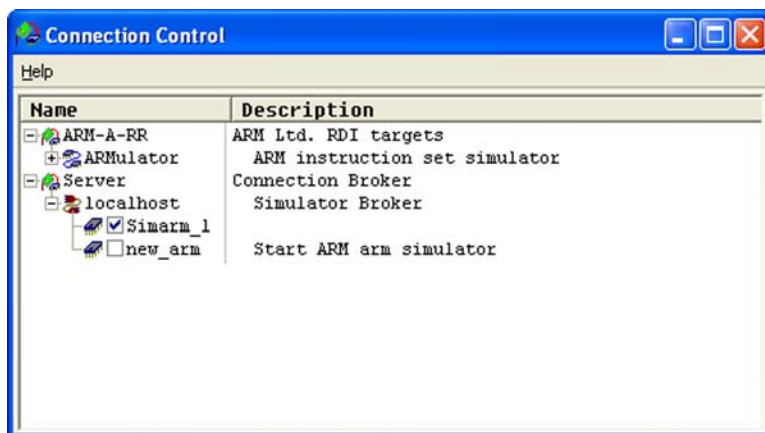 Connection Control
Help
Name Description
ARM-A-RR ARM Ltd. RDI targets
ARMulator ARM instruction set simulator
Server Connection Broker
localhost Simulator Broker
Simarm_1
new_arm Start ARM arm simulator